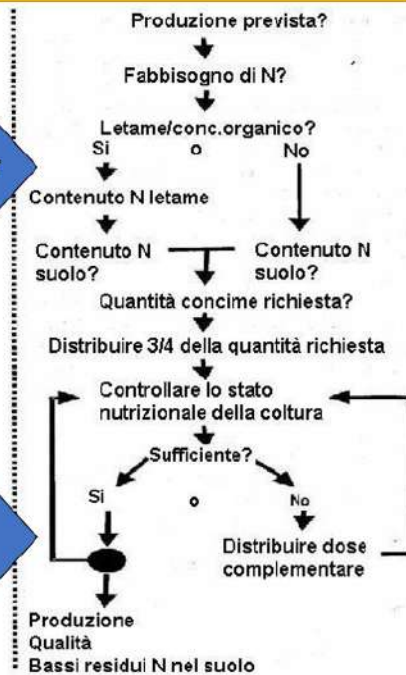 Produzione prevista?
Fabbisogno di N?
Letame/conc.organico?
Si o No
Contenuto N letame
Contenuto N suolo?
Contenuto N suolo?
Quantità concime richiesta?
Distribuire 3/4 della quantità richiesta
Controllare lo stato
nutrizionale della coltura
Sufficiente?
Si o No
Distribuire dose
complementare
Produzione
Qualità
Bassi residui N nel suolo